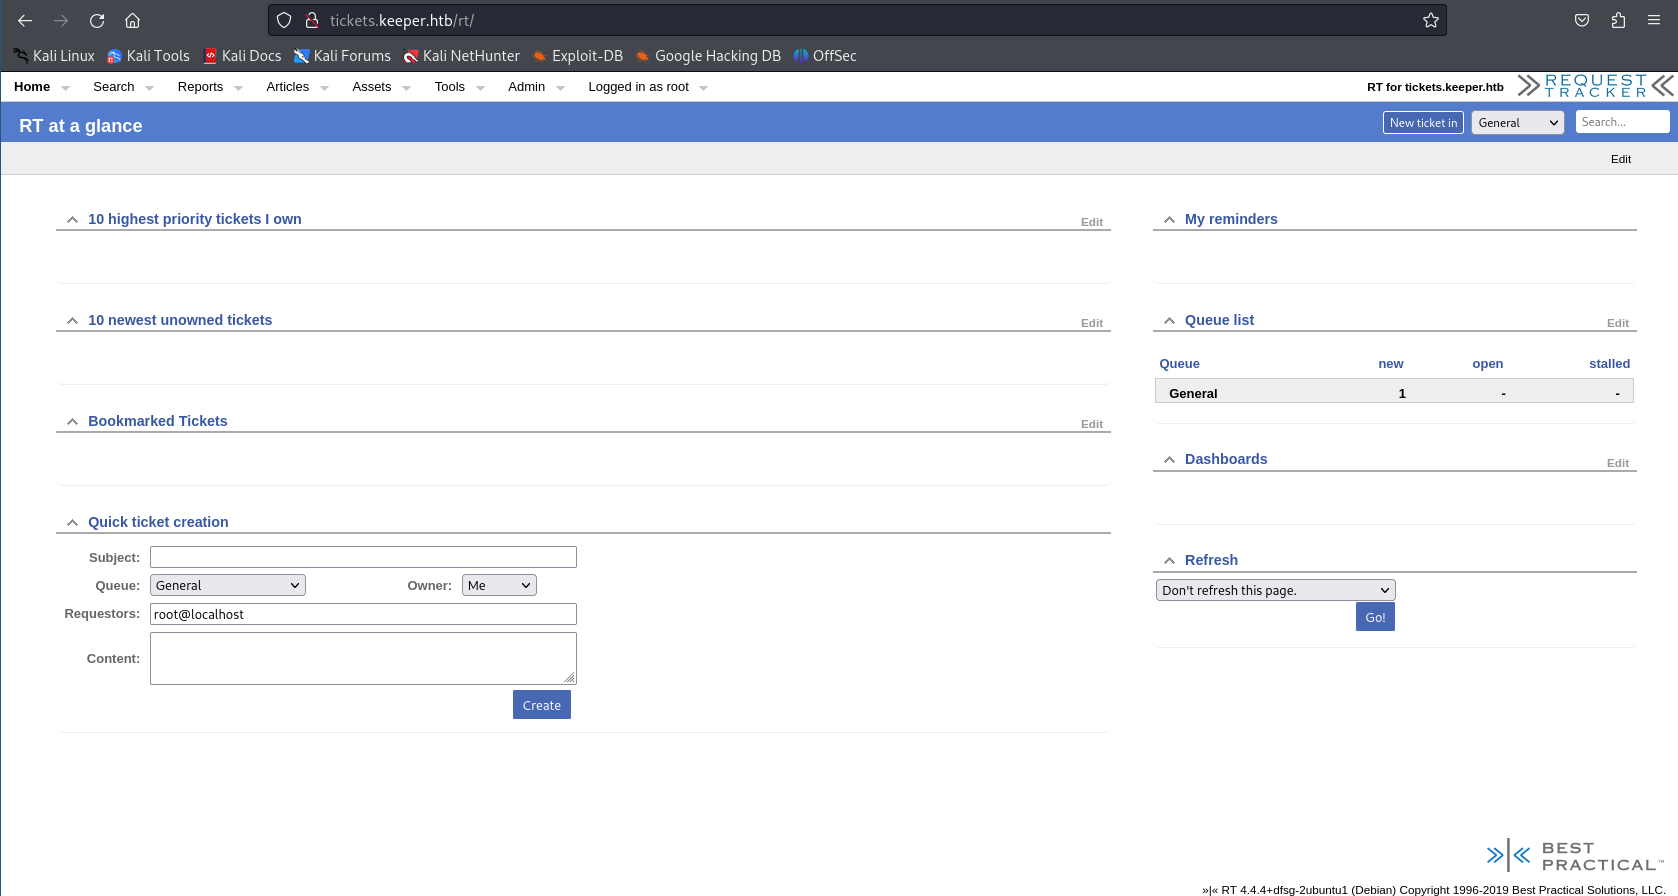 tickets.keeper.htb/rt/
Kali Linux Kali Tools Kali Docs Kali Forums Kali NetHunter Exploit-DB Google Hacking DB OffSec
Home Search Reports Articles Assets Tools Admin Logged in as root RT for tickets.keeper.htb REQUEST TRACKER
RT at a glance New ticket in General Search...
Edit
10 highest priority tickets I own Edit
My reminders
10 newest unowned tickets Edit
Queue list Edit
Queue new open stalled
General 1 - -
Bookmarked Tickets Edit
Dashboards Edit
Quick ticket creation
Subject:
Queue: General Owner: Me
Requestors: root@localhost
Content:
Create
Refresh
Don't refresh this page.
Go!
BEST
PRACTICAL™
»|« RT 4.4.4+dfsg-2ubuntu1 (Debian) Copyright 1996-2019 Best Practical Solutions, LLC.